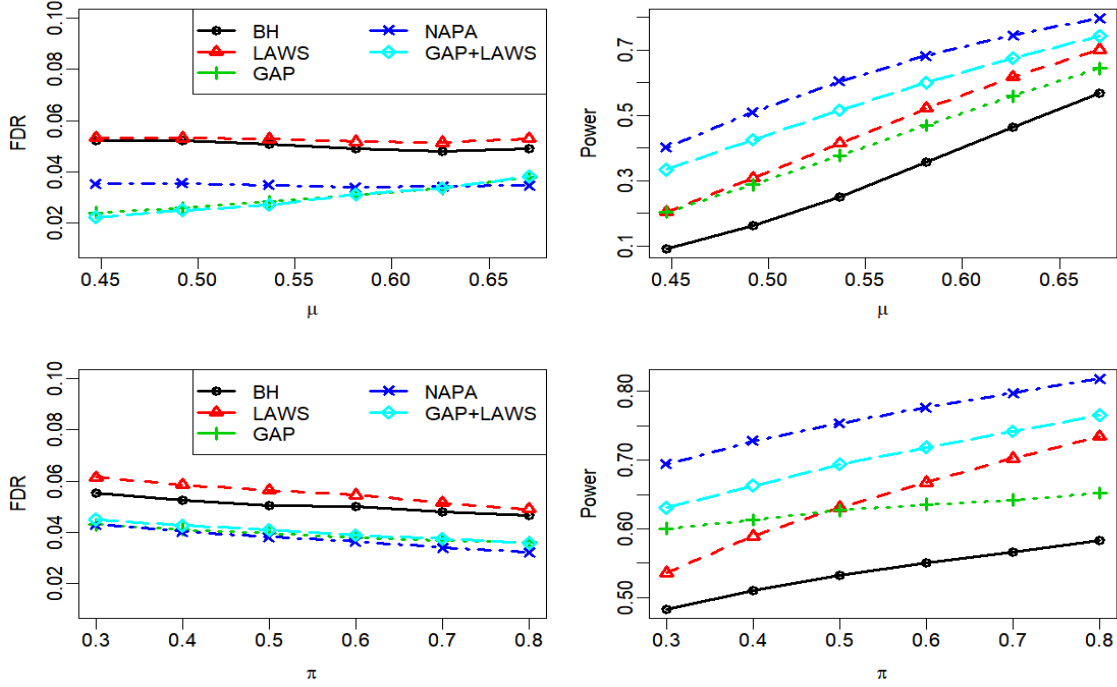 BH
LAWS
GAP
NAPA
GAP+LAWS
FDR
0.02 0.04 0.06 0.08 0.10
0.45 0.50 0.55 0.60 0.65
μ
Power
0.1 0.3 0.5 0.7
0.45 0.50 0.55 0.60 0.65
μ
BH
LAWS
GAP
NAPA
GAP+LAWS
FDR
0.02 0.04 0.06 0.08 0.10
0.3 0.4 0.5 0.6 0.7 0.8
π
Power
0.50 0.60 0.70 0.80
0.3 0.4 0.5 0.6 0.7 0.8
π